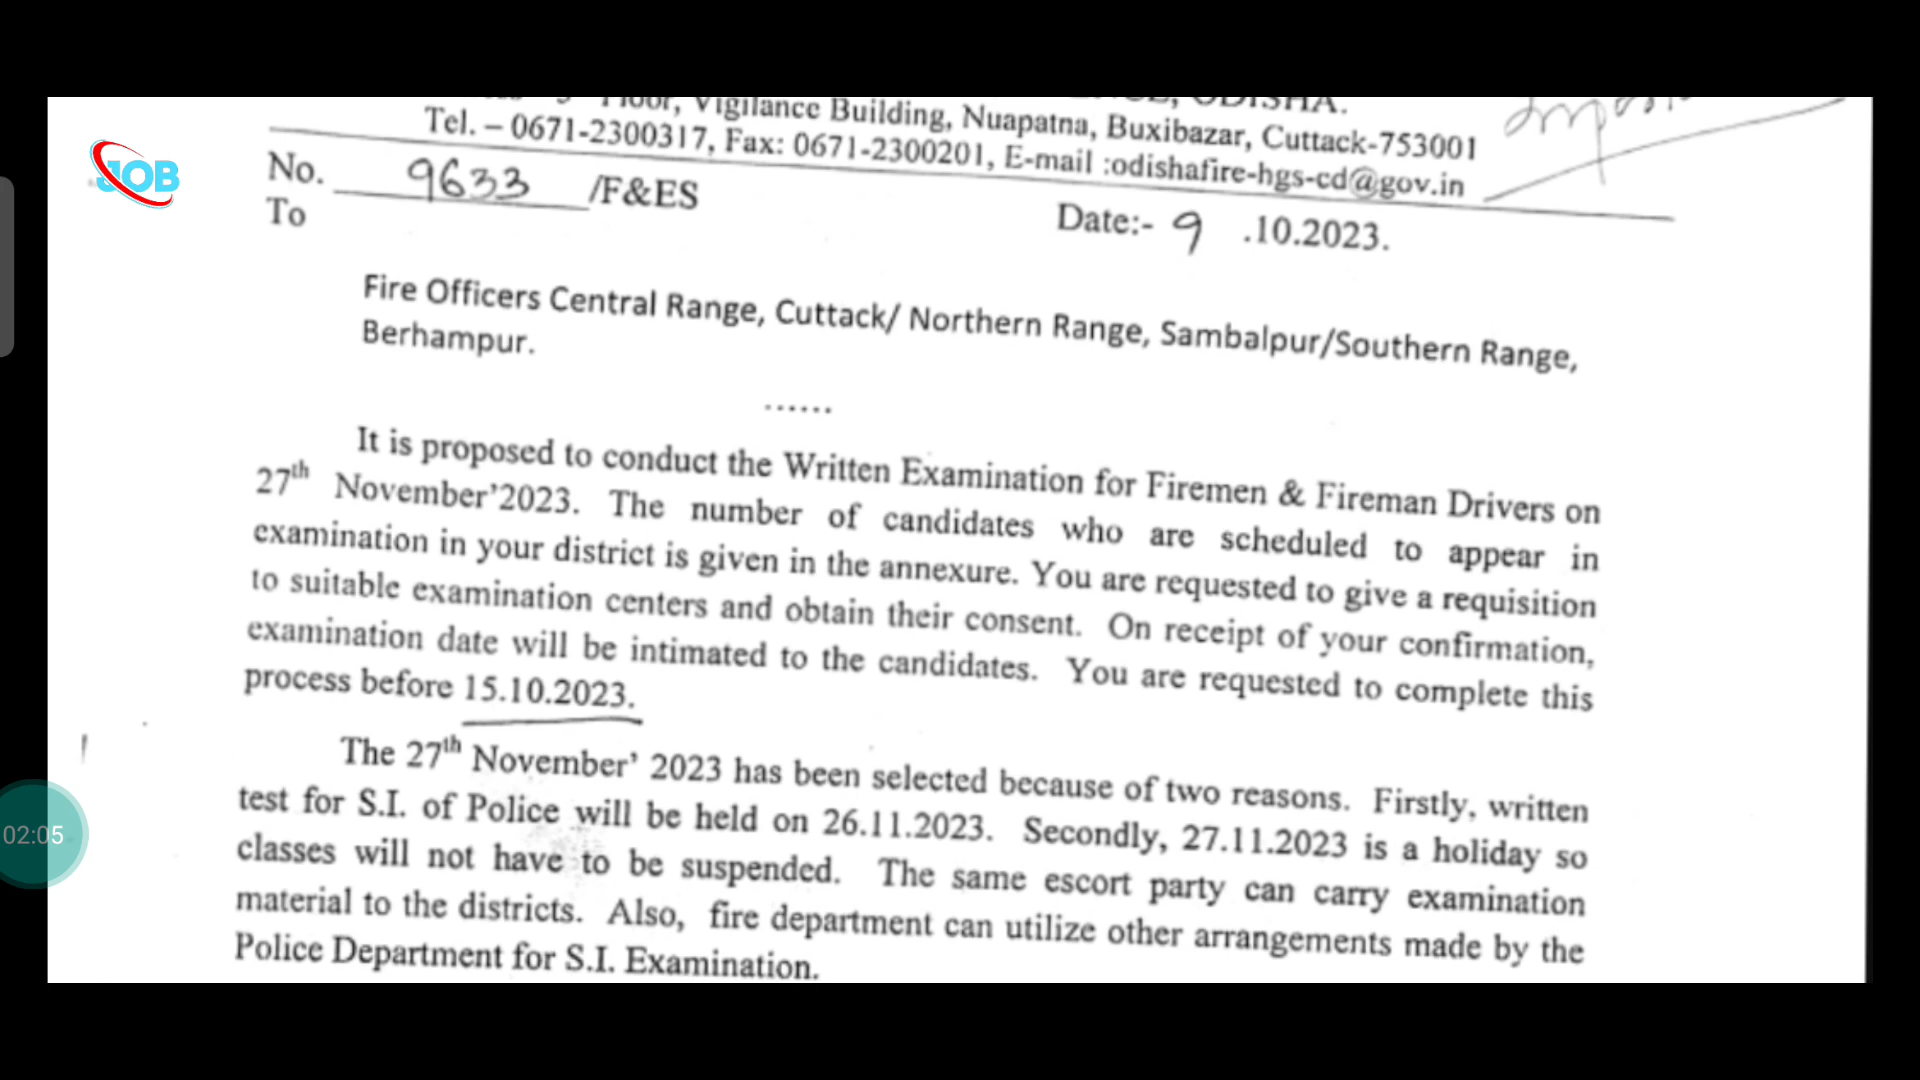 Floor, Vigilance Building, Nuapatna, Buxibazar, Cuttack-753001
Tel. – 0671-2300317, Fax: 0671-2300201, E-mail :odishafire-hgs-cd@gov.in
JOB
No. 9633 /F&ES
Date:- 9 .10.2023.
To
Fire Officers Central Range, Cuttack/ Northern Range, Sambalpur/Southern Range,
Berhampur.
......
It is proposed to conduct the Written Examination for Firemen & Fireman Drivers on
27th November’2023. The number of candidates who are scheduled to appear in
examination in your district is given in the annexure. You are requested to give a requisition
to suitable examination centers and obtain their consent. On receipt of your confirmation,
examination date will be intimated to the candidates. You are requested to complete this
process before 15.10.2023.
The 27th November’ 2023 has been selected because of two reasons. Firstly, written
test for S.I. of Police will be held on 26.11.2023. Secondly, 27.11.2023 is a holiday so
classes will not have to be suspended. The same escort party can carry examination
material to the districts. Also, fire department can utilize other arrangements made by the
Police Department for S.I. Examination.
02:05